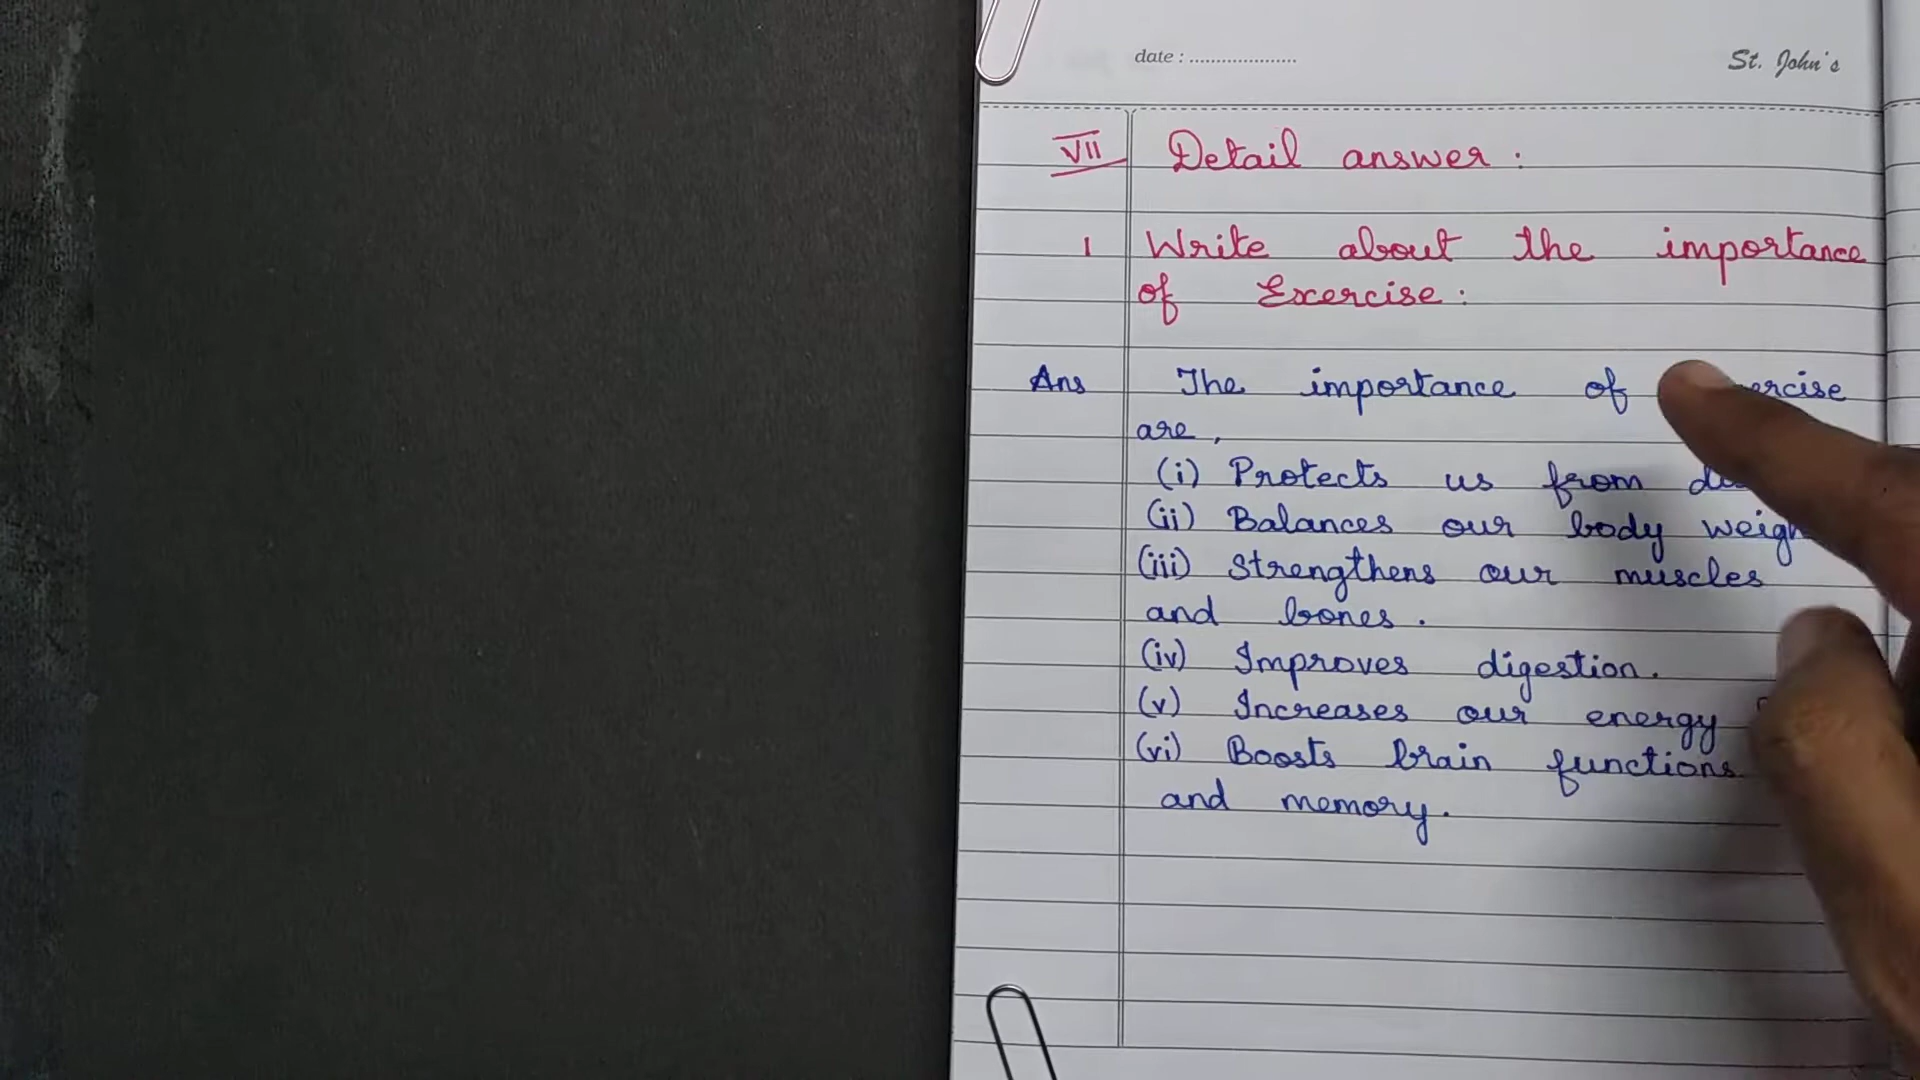 date : ....................
St. John's
VII Detail answer :
1 Write about the importance
of Exercise :
Ans The importance of
are ,
(i) Protects us from
(ii) Balances our body
(iii) Strengthens our muscles
and bones .
(iv) Improves digestion.
(v) Increases our energy
(vi) Boosts brain functions
and memory.